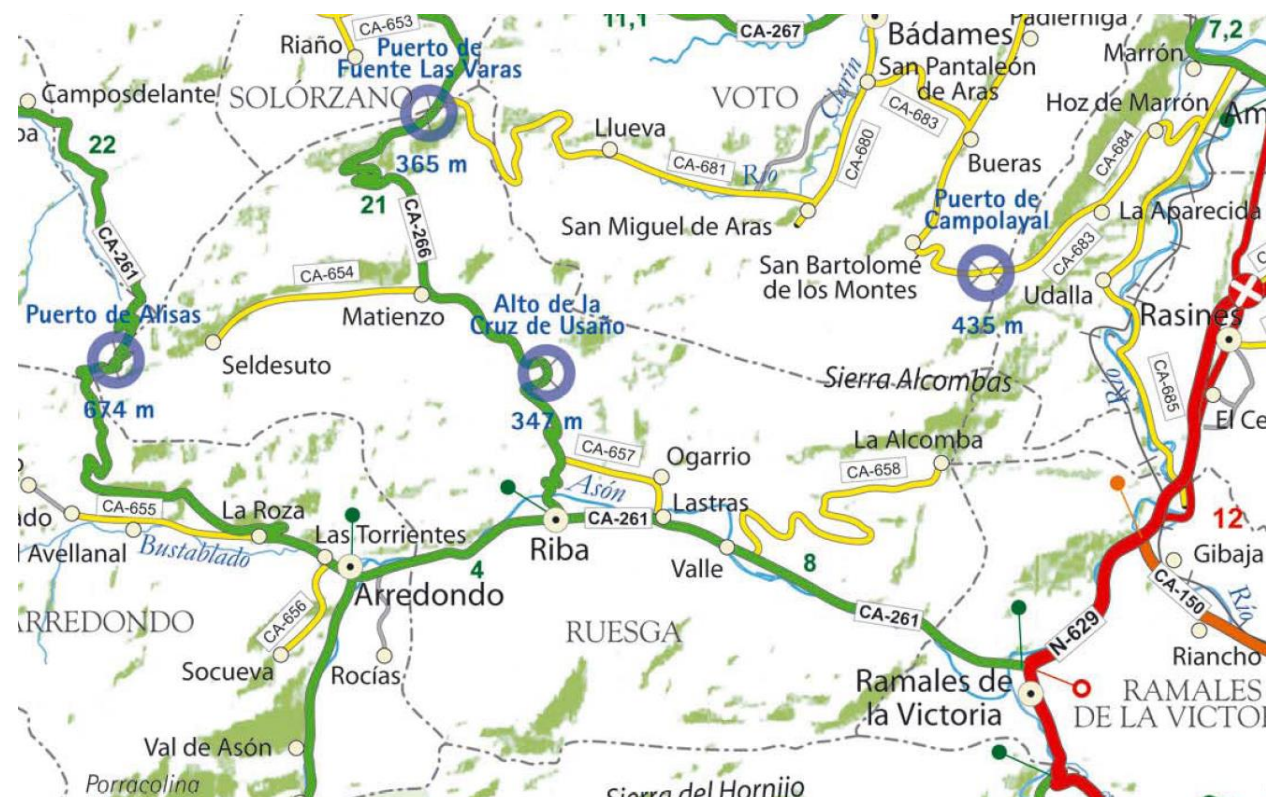 CA-653
11,1
CA-267
Bádames
Padiérniga
7,2
Riaño
Puerto de
Fuente Las Varas
Marrón
San Pantaleón
de Aras
Camposdelante
SOLÓRZANO
VOTO
Clarín
Hoz de Marrón
Am
ba
22
Llueva
CA-683
CA-680
Bueras
CA-684
365 m
CA-681
Río
21
CA-266
Puerto de
Campolayal
La Aparecida
San Miguel de Aras
CA-261
CA-683
CA-654
San Bartolomé
de los Montes
Udalla
Puerto de Alisas
Matienzo
Alto de la
Cruz de Usaño
435 m
Rasines
Seldesuto
Sierra Alcombas
Río
CA-685
674 m
347 m
El Ce
CA-657
Ogarrio
La Alcomba
CA-658
Asón
Lastras
ado
CA-655
La Roza
CA-261
12
Avellanal
Bustablado
Las Torrientes
Riba
Valle
8
Gibaja
4
Arredondo
CA-150
Río
ARREDONDO
CA-656
RUESGA
CA-261
N-629
Socueva
Rocías
Riancho
Ramales de
la Victoria
RAMALES
DE LA VICTO
Val de Asón
Porracolina
Sierra del Hornijo